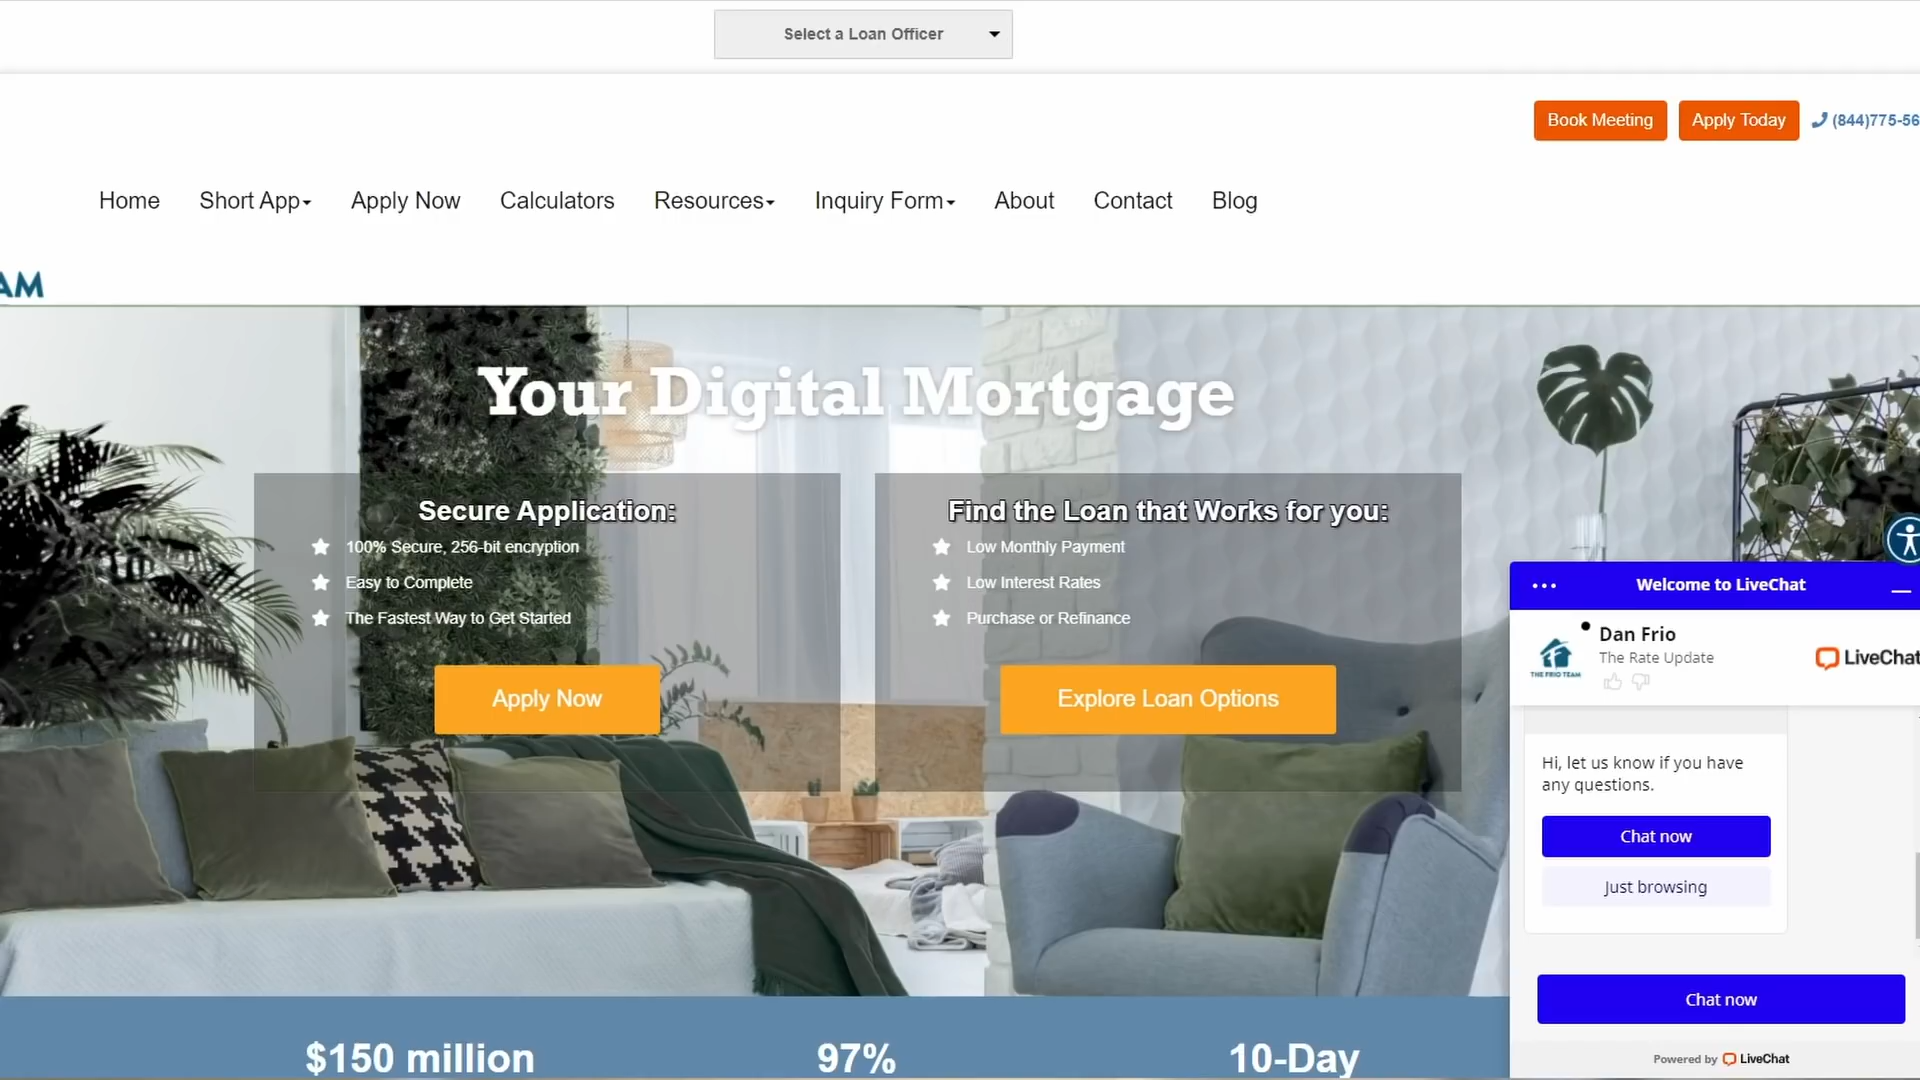 Select a Loan Officer
Book Meeting
Apply Today
(844)775-56
Home
Short App
Apply Now
Calculators
Resources
Inquiry Form
About
Contact
Blog
AM
Your Digital Mortgage
Secure Application:
100% Secure, 256-bit encryption
Easy to Complete
The Fastest Way to Get Started
Apply Now
Find the Loan that Works for you:
Low Monthly Payment
Low Interest Rates
Purchase or Refinance
Explore Loan Options
Welcome to LiveChat
Dan Frio
The Rate Update
THE FRIO TEAM
LiveChat
Hi, let us know if you have
any questions.
Chat now
Just browsing
Chat now
Powered by LiveChat
$150 million
97%
10-Day